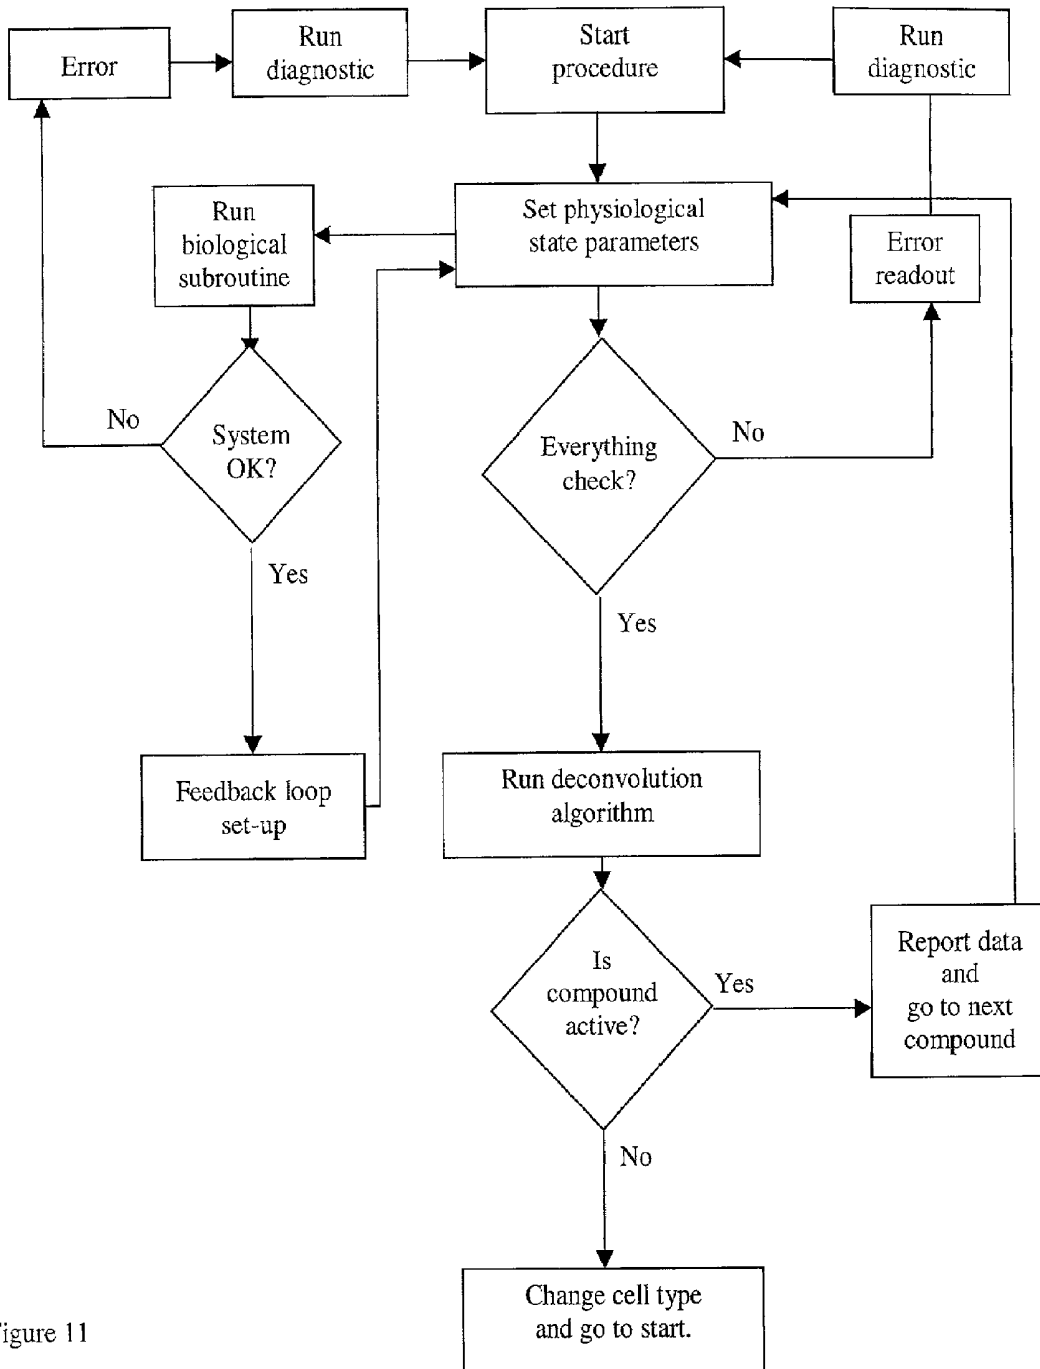 Error
Run
diagnostic
Start
procedure
Run
diagnostic
Run
biological
subroutine
Set physiological
state parameters
Error
readout
No
System
OK?
Everything
check?
No
Yes
Yes
Feedback loop
set-up
Run deconvolution
algorithm
Is
compound
active?
Yes
Report data
and
go to next
compound
No
Change cell type
and go to start.
igure 11